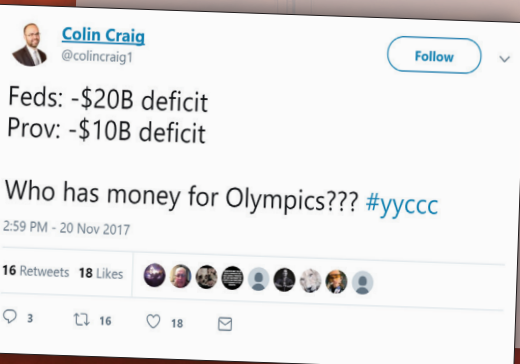 Colin Craig
@colincraig1
Follow
Feds: -$20B deficit
Prov: -$10B deficit
Who has money for Olympics??? #yyccc
2:59 PM - 20 Nov 2017
16 Retweets 18 Likes
3 16 18